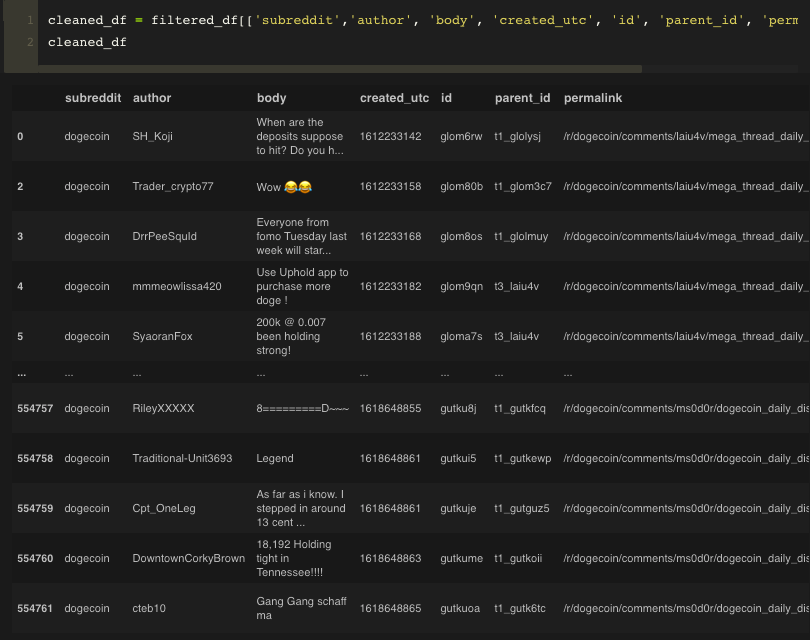 1 cleaned_df = filtered_df[['subreddit','author', 'body', 'created_utc', 'id', 'parent_id', 'perm
2 cleaned_df
subreddit author body created_utc id parent_id permalink
0 dogecoin SH_Koji When are the deposits suppose to hit? Do you h... 1612233142 glom6rw t1_glolysj /r/dogecoin/comments/laiu4v/mega_thread_daily_
2 dogecoin Trader_crypto77 Wow 😂😂 1612233158 glom80b t1_glom3c7 /r/dogecoin/comments/laiu4v/mega_thread_daily_
3 dogecoin DrrPeeSquld Everyone from fomo Tuesday last week will star... 1612233168 glom8os t1_glolmuy /r/dogecoin/comments/laiu4v/mega_thread_daily_
4 dogecoin mmmeowlissa420 Use Uphold app to purchase more doge ! 1612233182 glom9qn t3_laiu4v /r/dogecoin/comments/laiu4v/mega_thread_daily_
5 dogecoin SyaoranFox 200k @ 0.007 been holding strong! 1612233188 gloma7s t3_laiu4v /r/dogecoin/comments/laiu4v/mega_thread_daily_
... ... ... ... ... ... ... ...
554757 dogecoin RileyXXXXX 8=========D~~~ 1618648855 gutku8j t1_gutkfcq /r/dogecoin/comments/ms0d0r/dogecoin_daily_dis
554758 dogecoin Traditional-Unit3693 Legend 1618648861 gutkui5 t1_gutkewp /r/dogecoin/comments/ms0d0r/dogecoin_daily_dis
554759 dogecoin Cpt_OneLeg As far as i know. I stepped in around 13 cent ... 1618648861 gutkuje t1_gutguz5 /r/dogecoin/comments/ms0d0r/dogecoin_daily_dis
554760 dogecoin DowntownCorkyBrown 18,192 Holding tight in Tennessee!!!! 1618648863 gutkume t1_gutkoii /r/dogecoin/comments/ms0d0r/dogecoin_daily_dis
554761 dogecoin cteb10 Gang Gang schaff ma 1618648865 gutkuoa t1_gutk6tc /r/dogecoin/comments/ms0d0r/dogecoin_daily_dis